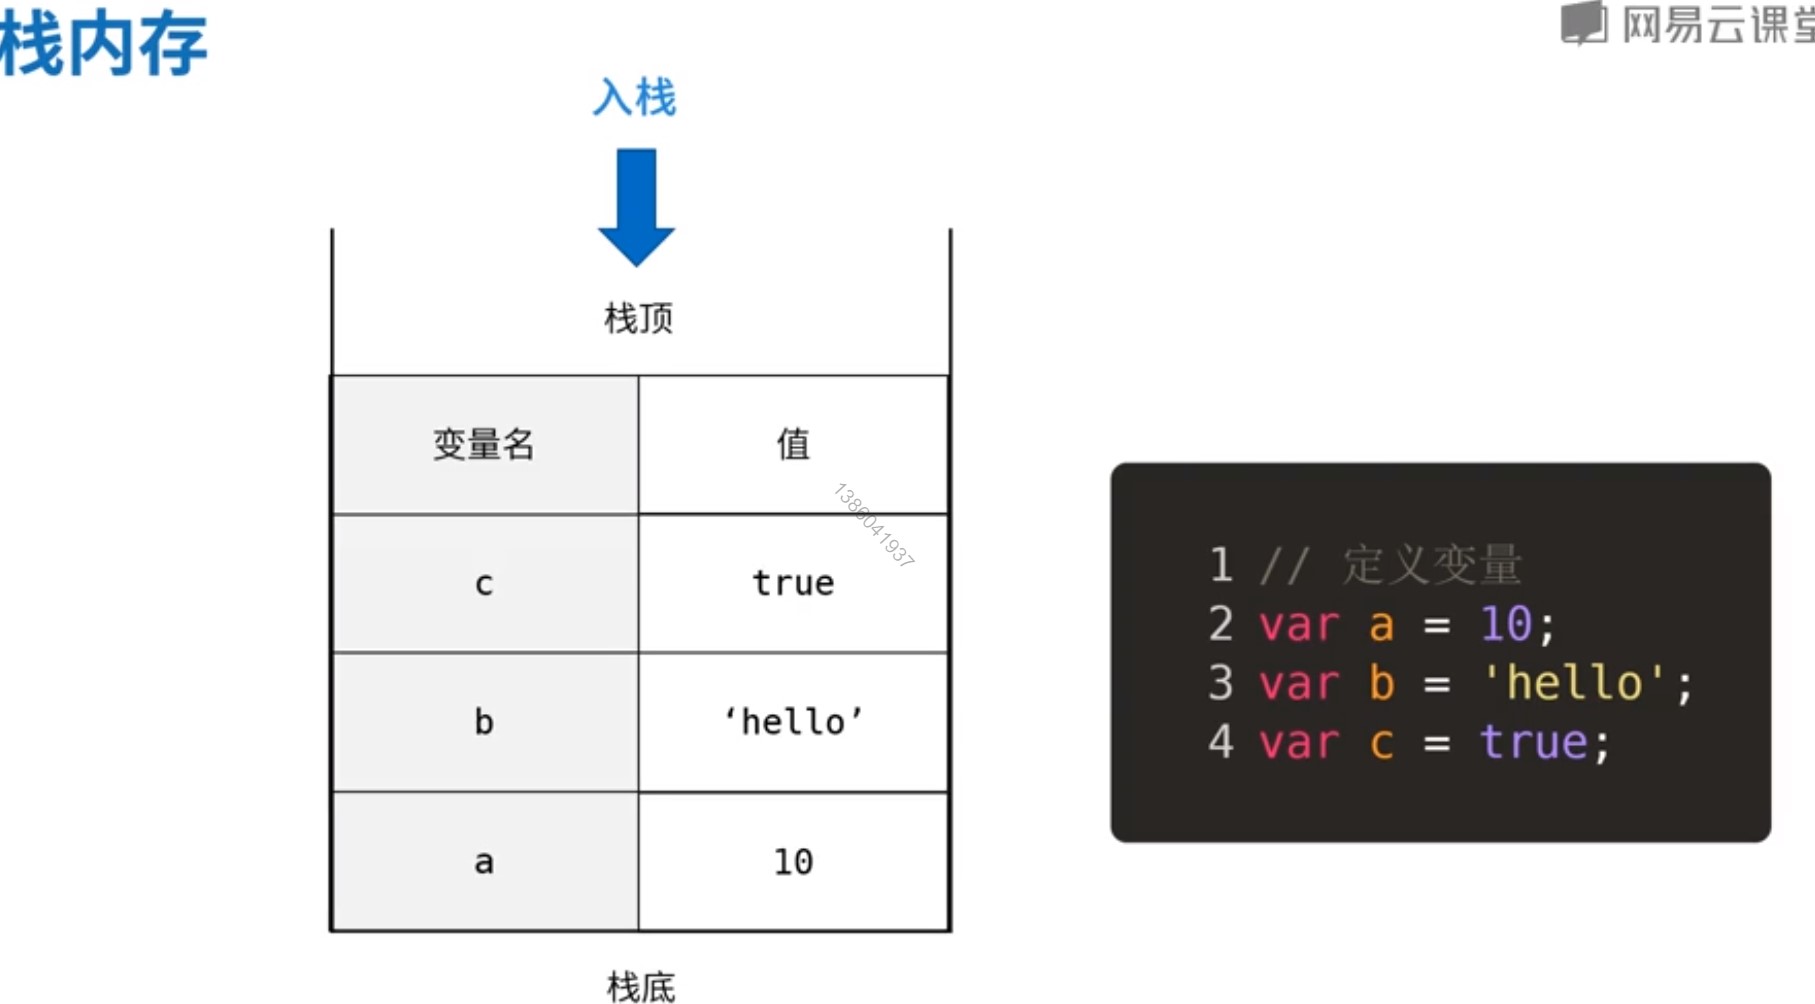 栈内存
网易云课堂
入栈
栈顶
变量名 值
c true
b ‘hello’
a 10
栈底
1 // 定义变量
2 var a = 10;
3 var b = 'hello';
4 var c = true;
1386041937